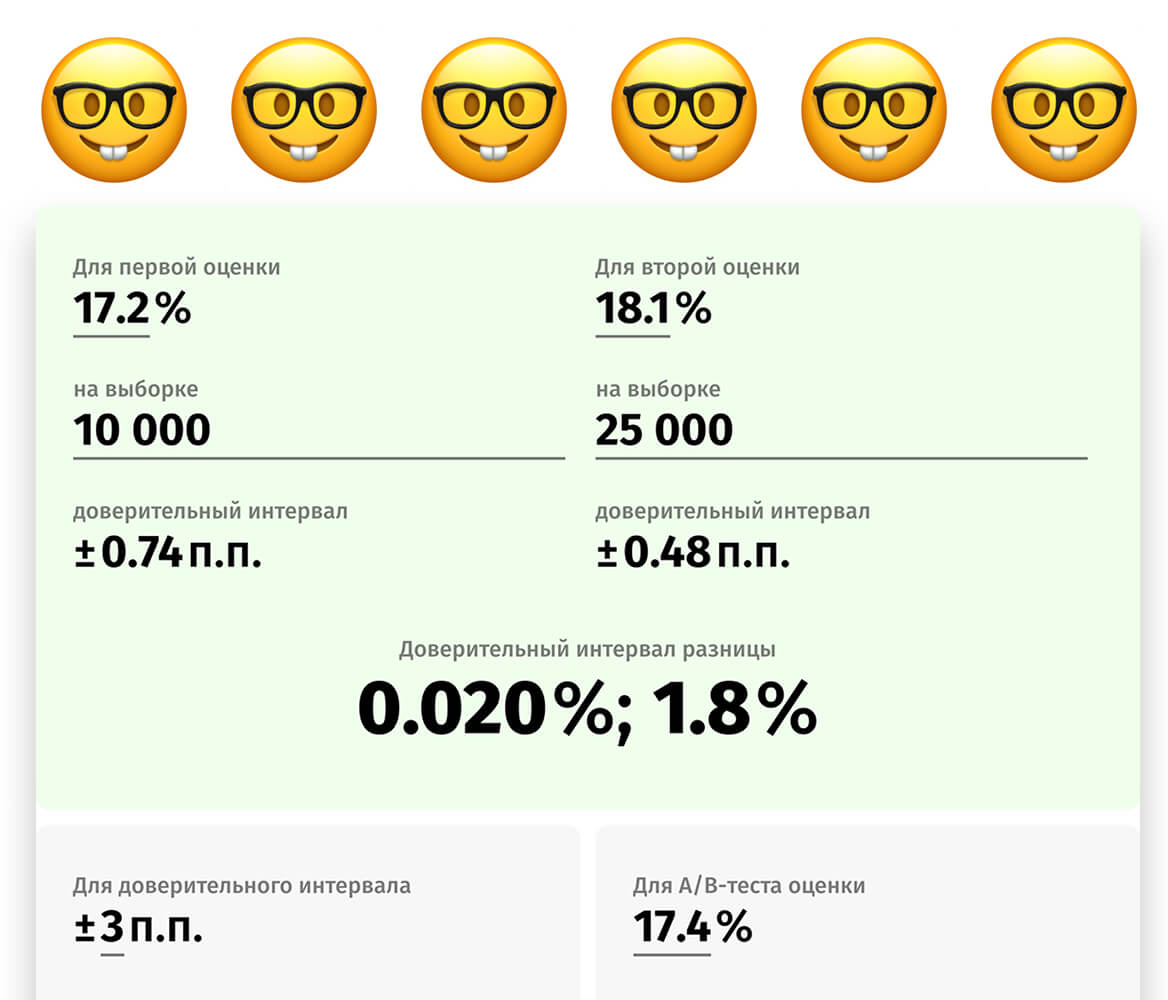 Для первой оценки
17.2%
на выборке
10 000
доверительный интервал
±0.74 п.п.
Для второй оценки
18.1%
на выборке
25 000
доверительный интервал
±0.48 п.п.
Доверительный интервал разницы
0.020%; 1.8%
Для доверительного интервала
±3 п.п.
Для A/B-теста оценки
17.4%